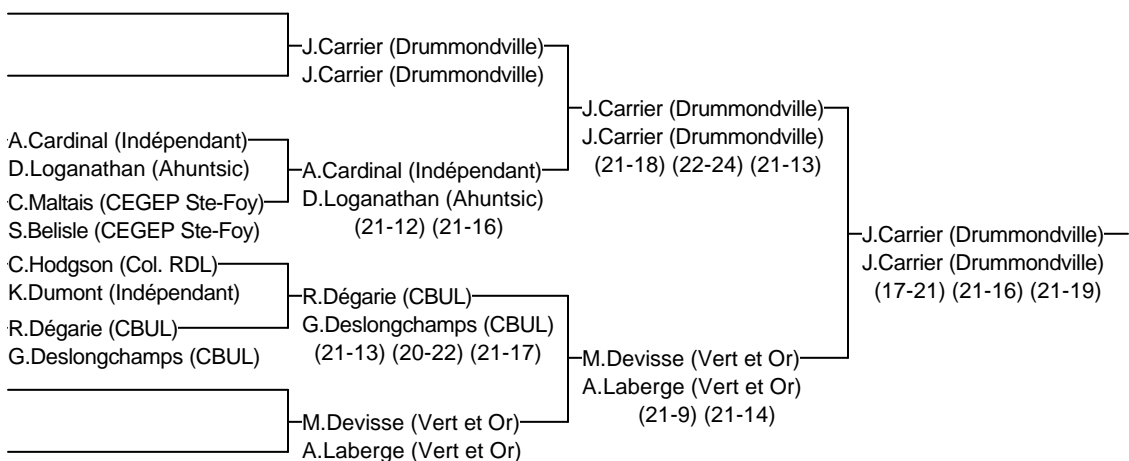 J.Carrier (Drummondville)
J.Carrier (Drummondville)
J.Carrier (Drummondville)
J.Carrier (Drummondville)
(21-18) (22-24) (21-13)
A.Cardinal (Indépendant)
D.Loganathan (Ahuntsic)
A.Cardinal (Indépendant)
D.Loganathan (Ahuntsic)
(21-12) (21-16)
C.Maltais (CEGEP Ste-Foy)
S.Belisle (CEGEP Ste-Foy)
J.Carrier (Drummondville)
J.Carrier (Drummondville)
(17-21) (21-16) (21-19)
C.Hodgson (Col. RDL)
K.Dumont (Indépendant)
R.Dégarie (CBUL)
G.Deslongchamps (CBUL)
(21-13) (20-22) (21-17)
R.Dégarie (CBUL)
G.Deslongchamps (CBUL)
M.Devisse (Vert et Or)
A.Laberge (Vert et Or)
(21-9) (21-14)
M.Devisse (Vert et Or)
A.Laberge (Vert et Or)